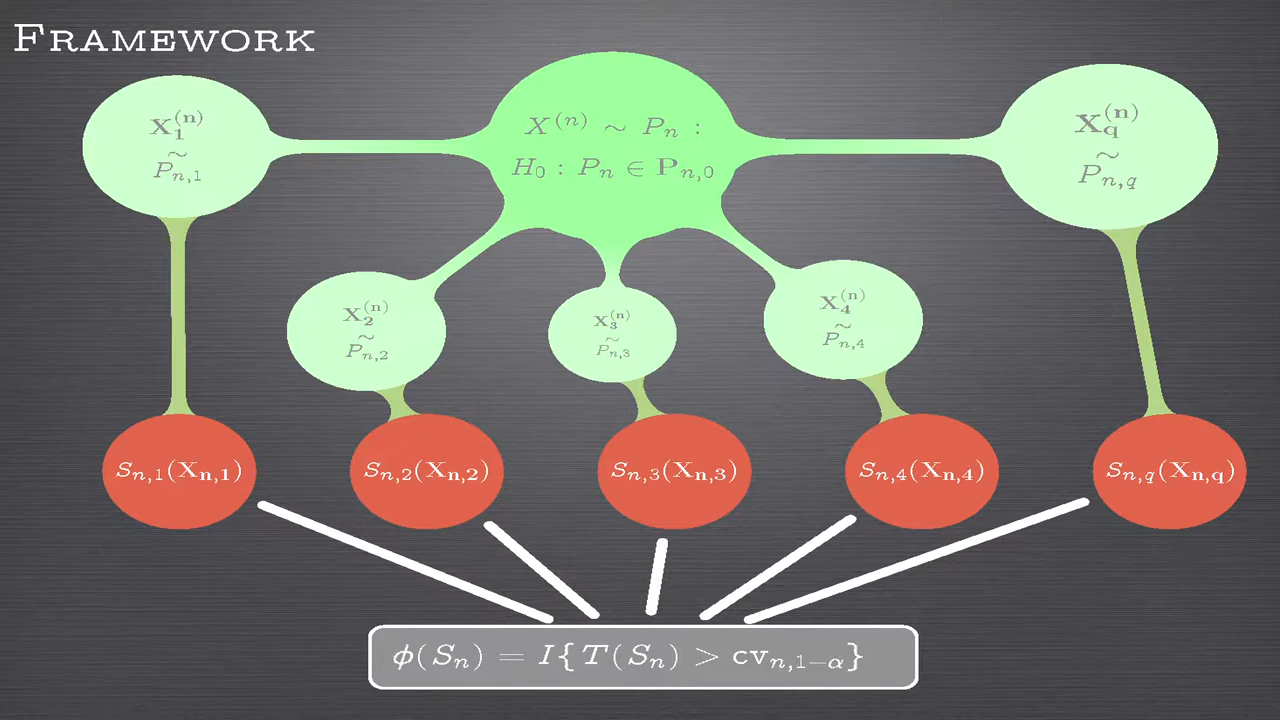 FRAMEWORK
X^{(n)} ∼ P_n :
H_0 : P_n ∈ P_{n,0}
X_1^{(n)}
∼
P_{n,1}
X_q^{(n)}
∼
P_{n,q}
X_2^{(n)}
∼
P_{n,2}
X_3^{(n)}
∼
P_{n,3}
X_4^{(n)}
∼
P_{n,4}
S_{n,1}(X_{n,1})
S_{n,2}(X_{n,2})
S_{n,3}(X_{n,3})
S_{n,4}(X_{n,4})
S_{n,q}(X_{n,q})
ϕ(S_n) = I{ T(S_n) > cv_{n,1−α}}